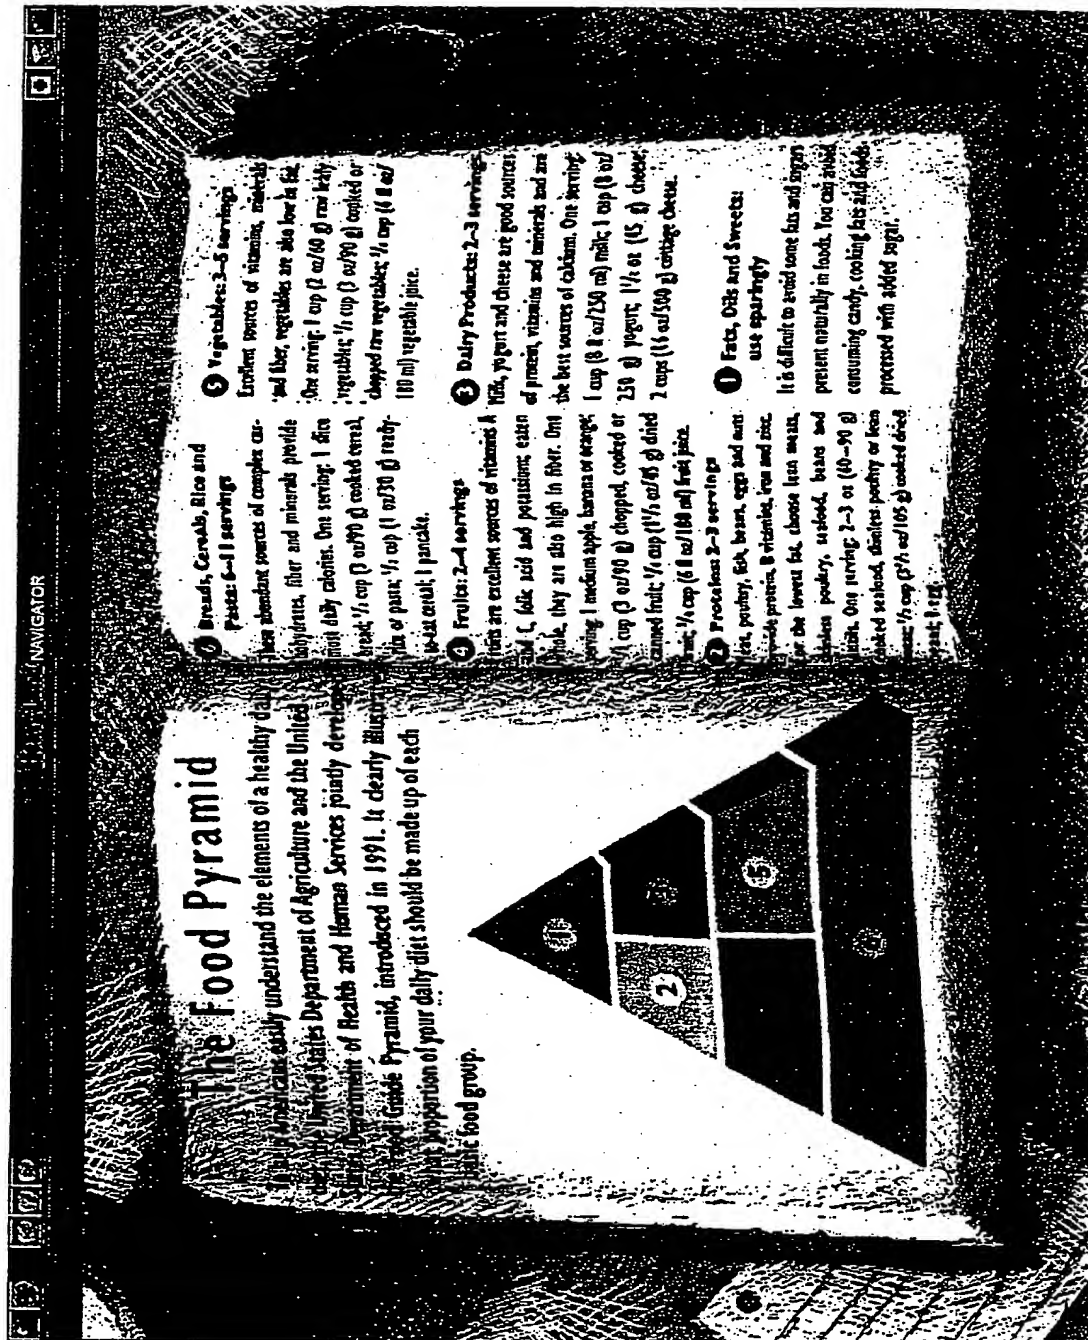 NAVIGATOR
The Food Pyramid
easily understand the elements of a healthy daily
United States Department of Agriculture and the United
Department of Health and Human Services jointly
Guide Pyramid, introduced in 1991. It clearly
proportion of your daily diet should be made up of each
food group.
1
2
5
6 Breads, Cereals, Rice and
Pasta: 6–11 servings
abundant sources of complex car-
bohydrates, fiber and minerals provide
daily calories. One serving: 1 slice
bread; 1/2 cup (3 oz/90 g) cooked cereal,
rice or pasta; 3/4 cup (1 oz/30 g) ready-
to-eat cereal; 1 pancake.
4 Fruits: 2–4 servings
Fruits are excellent sources of vitamins A
and C, folic acid and potassium; eaten
whole, they are also high in fiber. One
serving: 1 medium apple, banana or orange;
cup (3 oz/90 g) chopped, cooked or
canned fruit; 1/4 cup (1 1/2 oz/45 g) dried
fruit; 3/4 cup (6 fl oz/180 ml) fruit juice.
2 Proteins: 2–3 servings
poultry, fish, beans, eggs and nuts
provide protein, B vitamins, iron and zinc.
For the lowest fat, choose lean meats,
skinless poultry, seafood, beans and
One serving: 2–3 oz (60–90 g)
cooked seafood, skinless poultry or lean
meat; 1/2 cup (3 1/2 oz/105 g) cooked dried
1 egg.
5 Vegetables: 3–5 servings
Excellent sources of vitamins, minerals
and fiber, vegetables are also low in fat.
One serving: 1 cup (2 oz/60 g) raw leafy
vegetables; 1/2 cup (3 oz/90 g) cooked or
chopped raw vegetables; 3/4 cup (6 fl oz/
180 ml) vegetable juice.
3 Dairy Products: 2–3 servings
Milk, yogurt and cheese are good sources
of protein, vitamins and minerals and are
the best sources of calcium. One serving:
1 cup (8 fl oz/250 ml) milk; 1 cup (8 oz/
250 g) yogurt; 1 1/2 oz (45 g) cheese;
2 cups (16 oz/500 g) cottage cheese.
1 Fats, Oils and Sweets:
use sparingly
It is difficult to avoid some fats and sugars
present naturally in foods. You can avoid
consuming candy, cooking fats and foods
processed with added sugar.